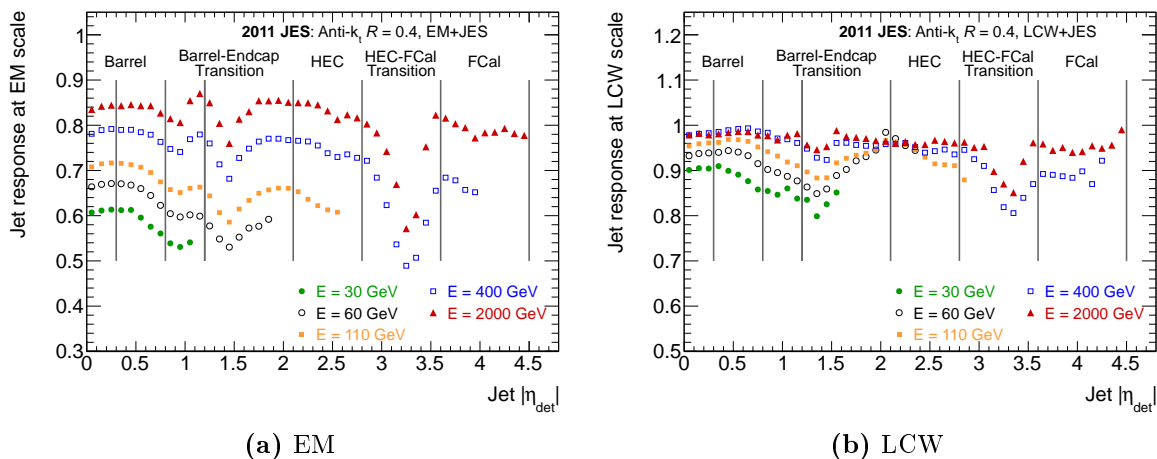 2011 JES: Anti-kt R = 0.4, EM+JES
Barrel
Barrel-Endcap
Transition
HEC
HEC-FCal
Transition
FCal
Jet response at EM scale
1
0.9
0.8
0.7
0.6
0.5
0.4
0.3
E = 30 GeV
E = 60 GeV
E = 110 GeV
E = 400 GeV
E = 2000 GeV
0 0.5 1 1.5 2 2.5 3 3.5 4 4.5
Jet |ηdet|
(a) EM
2011 JES: Anti-kt R = 0.4, LCW+JES
Barrel
Barrel-Endcap
Transition
HEC
HEC-FCal
Transition
FCal
Jet response at LCW scale
1.2
1.1
1
0.9
0.8
0.7
0.6
0.5
E = 30 GeV
E = 60 GeV
E = 110 GeV
E = 400 GeV
E = 2000 GeV
0 0.5 1 1.5 2 2.5 3 3.5 4 4.5 5
Jet |ηdet|
(b) LCW